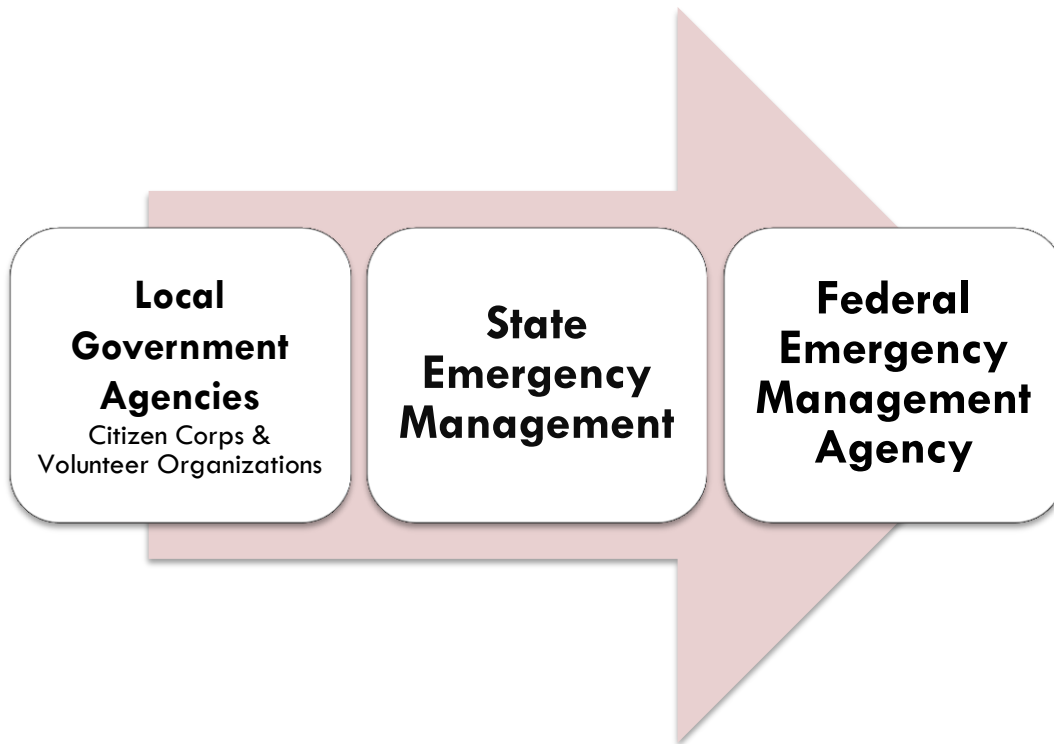 Local
Government
Agencies
Citizen Corps &
Volunteer Organizations
State
Emergency
Management
Federal
Emergency
Management
Agency